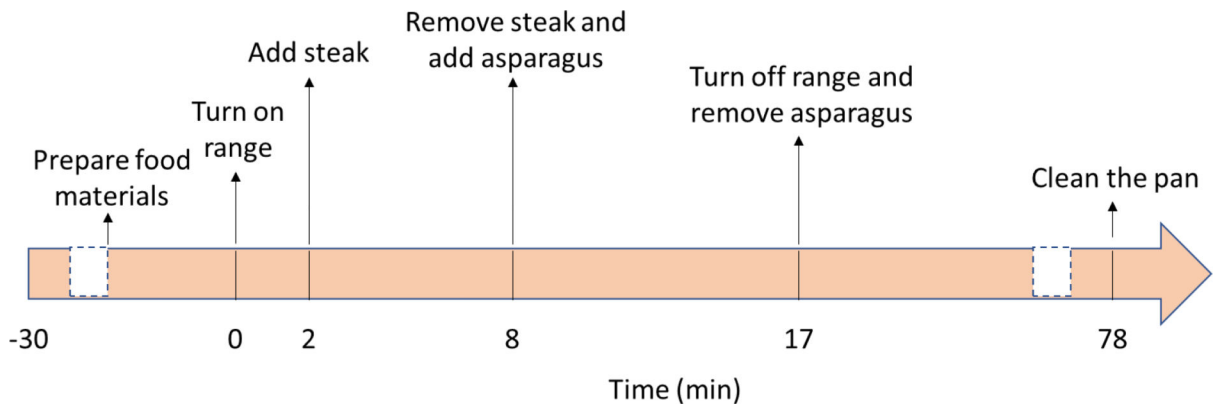 Remove steak and
add asparagus
Add steak
Turn off range and
remove asparagus
Turn on
range
Prepare food
materials
Clean the pan
-30
0
2
8
17
78
Time (min)